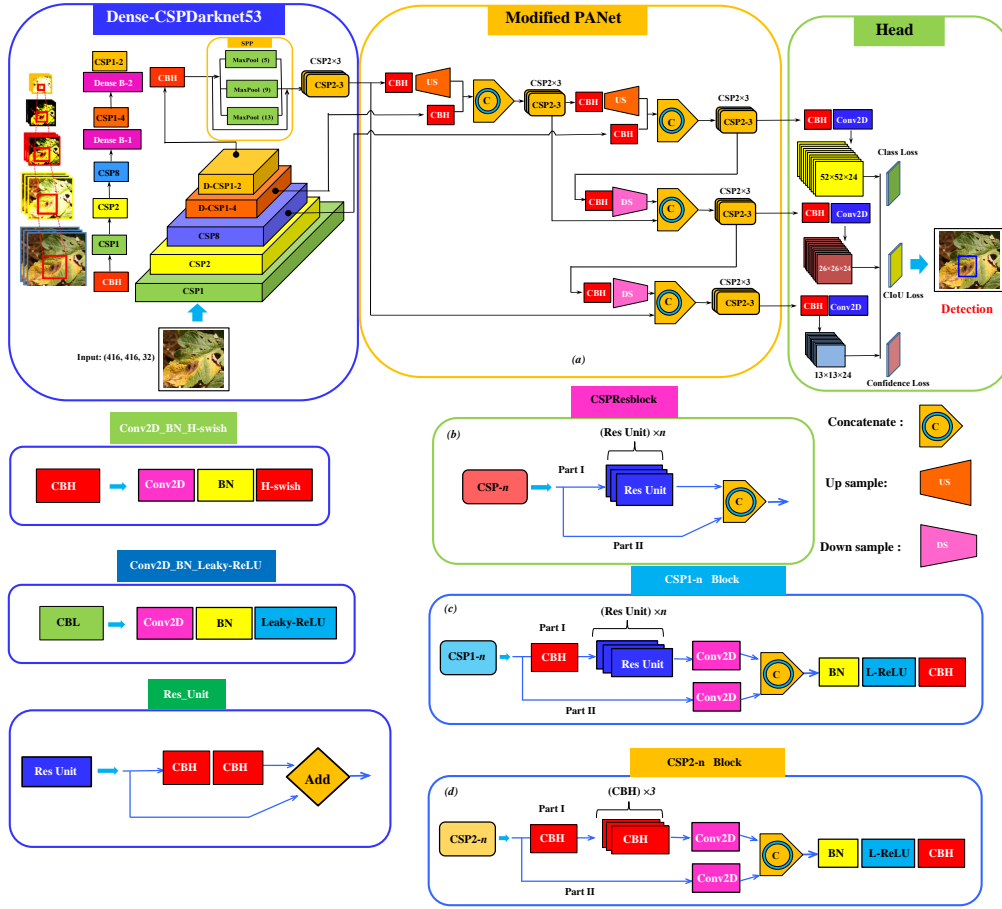 Dense-CSPDarknet53
Modified PANet
Head
SPP
MaxPool (5)
MaxPool (9)
MaxPool (13)
CSP1-2
Dense B-2
CSP1-4
Dense B-1
CSP8
CSP2
CSP1
CBH
CBH
CSP2×3
CSP2-3
D-CSP1-2
D-CSP1-4
CSP8
CSP2
CSP1
Input: (416, 416, 32)
CBH
US
CBH
C
CSP2×3
CSP2-3
CBH
US
CBH
C
CSP2×3
CSP2-3
CBH
DS
C
CSP2×3
CSP2-3
CBH
DS
C
CSP2×3
CSP2-3
(a)
CBH
Conv2D
52×52×24
CBH
Conv2D
26×26×24
CBH
Conv2D
13×13×24
Class Loss
CIoU Loss
Confidence Loss
Detection
Conv2D_BN_H-swish
CBH
Conv2D
BN
H-swish
Conv2D_BN_Leaky-ReLU
CBL
Conv2D
BN
Leaky-ReLU
Res_Unit
Res Unit
CBH
CBH
Add
CSPResblock
(b)
(Res Unit) ×n
Part I
CSP-n
Res Unit
C
Part II
Concatenate :
C
Up sample:
US
Down sample :
DS
CSP1-n Block
(c)
(Res Unit) ×n
Part I
CSP1-n
CBH
Res Unit
Conv2D
Conv2D
C
BN
L-ReLU
CBH
Part II
CSP2-n Block
(d)
(CBH) ×3
Part I
CSP2-n
CBH
CBH
Conv2D
Conv2D
C
BN
L-ReLU
CBH
Part II